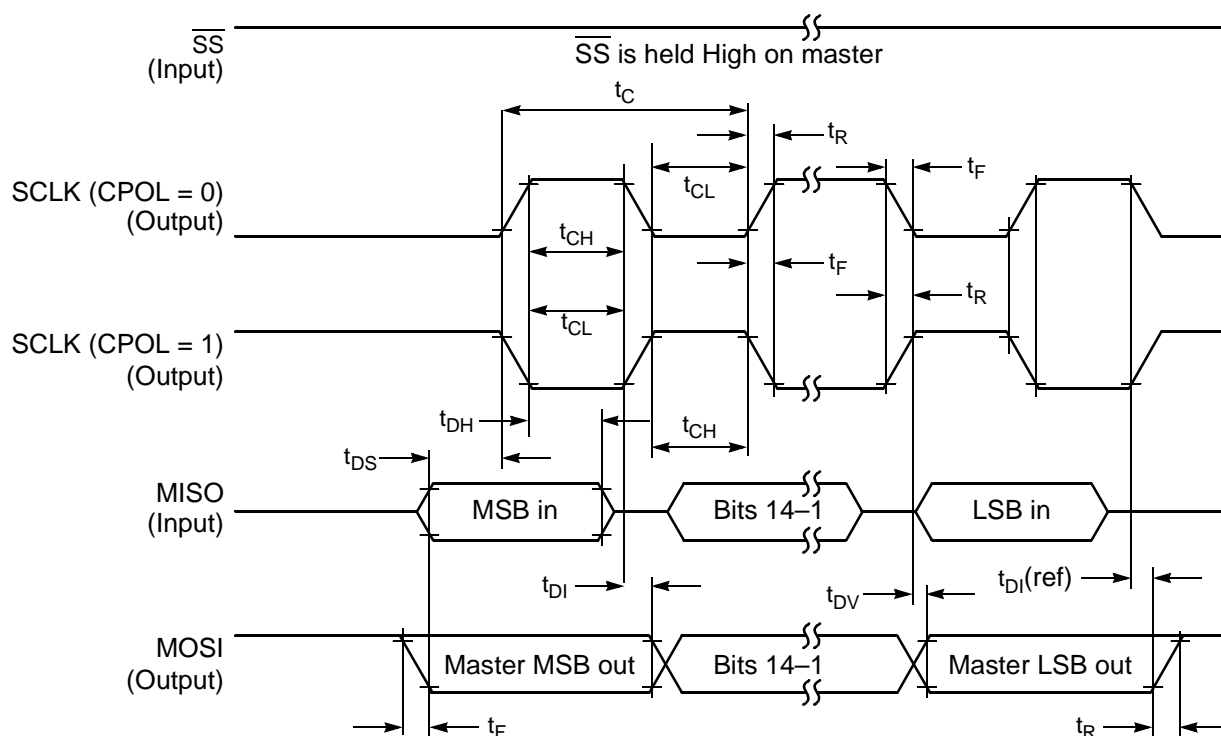 SS
(Input)
SS is held High on master
tC
tR
tF
SCLK (CPOL = 0)
(Output)
tCL
tCH
tF
tR
tCL
SCLK (CPOL = 1)
(Output)
tDH
tCH
tDS
MISO
(Input)
MSB in
Bits 14–1
LSB in
tDI
tDV
tDI(ref)
MOSI
(Output)
Master MSB out
Bits 14–1
Master LSB out
tF
tR